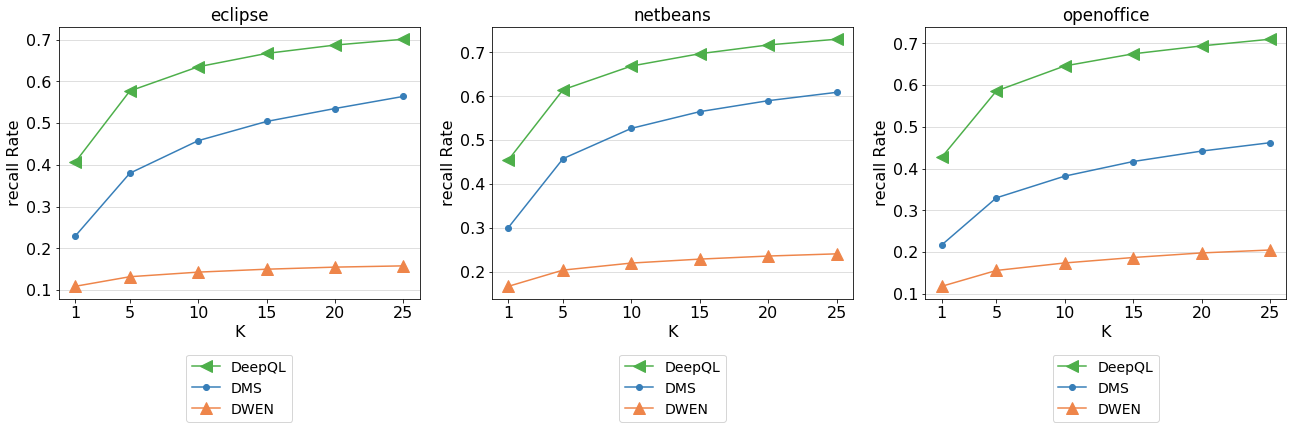 eclipse
0.7
0.6
0.5
0.4
0.3
0.2
0.1
recall Rate
1 5 10 15 20 25
K
DeepQL
DMS
DWEN
netbeans
0.7
0.6
0.5
0.4
0.3
0.2
recall Rate
1 5 10 15 20 25
K
DeepQL
DMS
DWEN
openoffice
0.7
0.6
0.5
0.4
0.3
0.2
0.1
recall Rate
1 5 10 15 20 25
K
DeepQL
DMS
DWEN